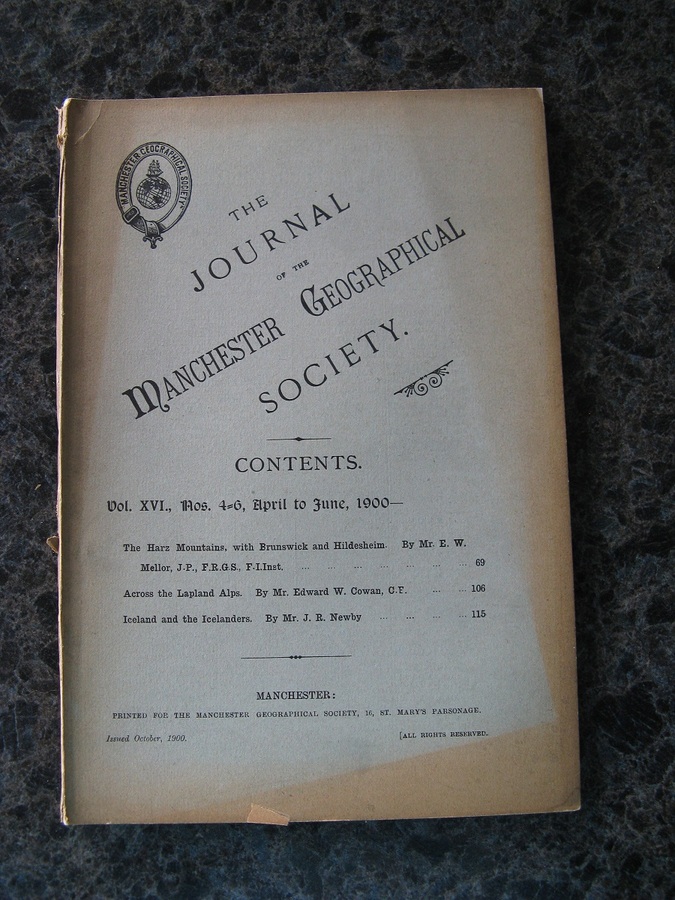 MANCHESTER GEOGRAPHICAL SOCIETY.
THE
JOURNAL
OF THE
MANCHESTER GEOGRAPHICAL
SOCIETY.
CONTENTS.
Vol. XVI., Nos. 4-6, April to June, 1900—
The Harz Mountains, with Brunswick and Hildesheim. By Mr. E. W.
Mellor, J.P., F.R.G.S., F.I.Inst. ... ... ... ... ... ... ... 69
Across the Lapland Alps. By Mr. Edward W. Cowan, C.E. ... ... 106
Iceland and the Icelanders. By Mr. J. R. Newby ... ... ... ... 115
MANCHESTER:
PRINTED FOR THE MANCHESTER GEOGRAPHICAL SOCIETY, 16, ST. MARY'S PARSONAGE.
Issued October, 1900.
[ALL RIGHTS RESERVED.